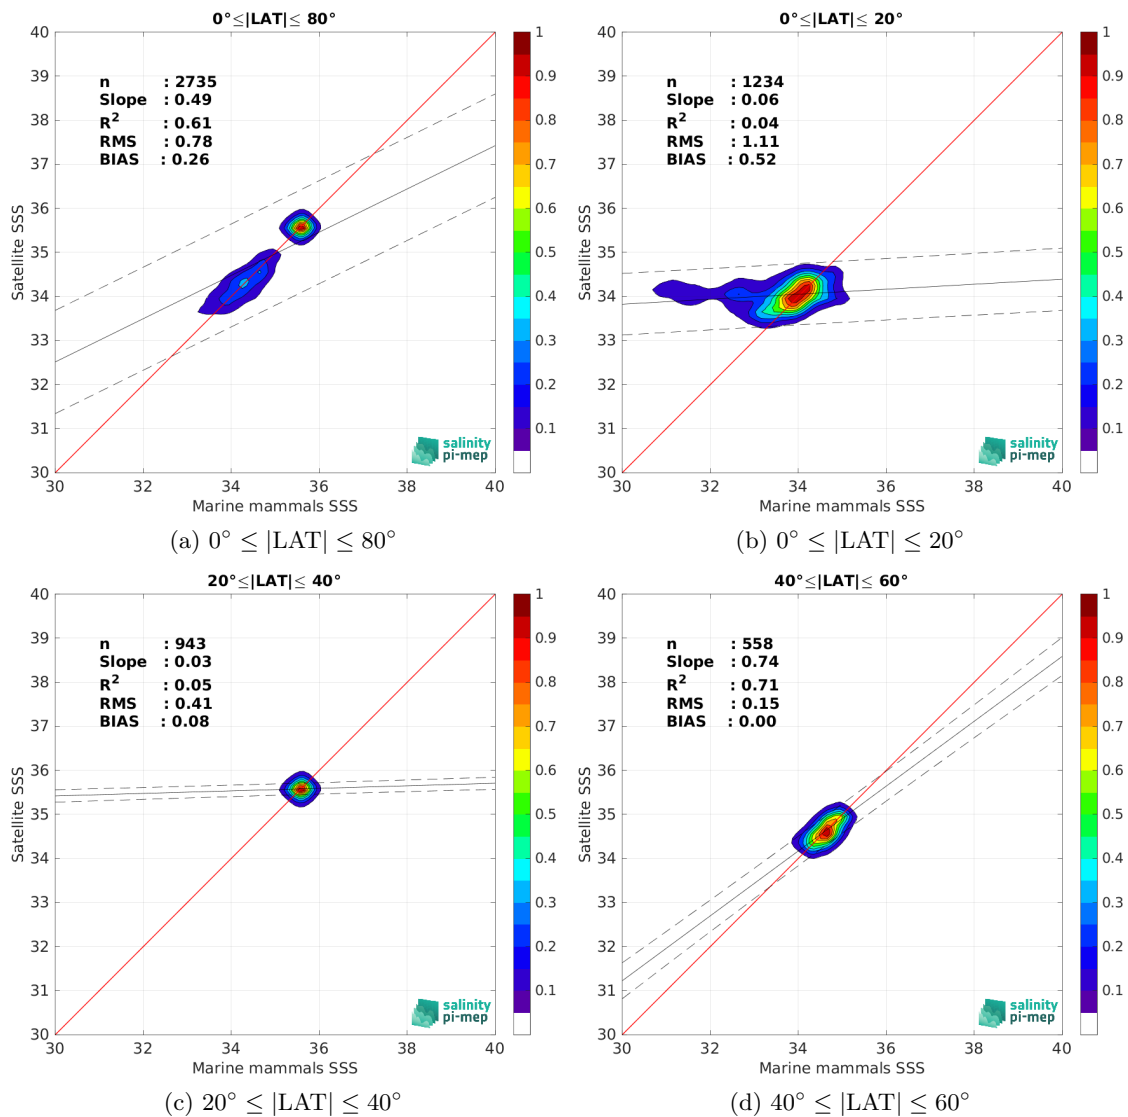 0°≤|LAT|≤ 80°
40
39
38
37
36
35
34
33
32
31
30
Satellite SSS
n : 2735
Slope : 0.49
R² : 0.61
RMS : 0.78
BIAS : 0.26
salinity
pi-mep
30 32 34 36 38 40
Marine mammals SSS
1
0.9
0.8
0.7
0.6
0.5
0.4
0.3
0.2
0.1
(a) 0° ≤ |LAT| ≤ 80°
0°≤|LAT|≤ 20°
40
39
38
37
36
35
34
33
32
31
30
Satellite SSS
n : 1234
Slope : 0.06
R² : 0.04
RMS : 1.11
BIAS : 0.52
salinity
pi-mep
30 32 34 36 38 40
Marine mammals SSS
1
0.9
0.8
0.7
0.6
0.5
0.4
0.3
0.2
0.1
(b) 0° ≤ |LAT| ≤ 20°
20°≤|LAT|≤ 40°
40
39
38
37
36
35
34
33
32
31
30
Satellite SSS
n : 943
Slope : 0.03
R² : 0.05
RMS : 0.41
BIAS : 0.08
salinity
pi-mep
30 32 34 36 38 40
Marine mammals SSS
1
0.9
0.8
0.7
0.6
0.5
0.4
0.3
0.2
0.1
(c) 20° ≤ |LAT| ≤ 40°
40°≤|LAT|≤ 60°
40
39
38
37
36
35
34
33
32
31
30
Satellite SSS
n : 558
Slope : 0.74
R² : 0.71
RMS : 0.15
BIAS : 0.00
salinity
pi-mep
30 32 34 36 38 40
Marine mammals SSS
1
0.9
0.8
0.7
0.6
0.5
0.4
0.3
0.2
0.1
(d) 40° ≤ |LAT| ≤ 60°